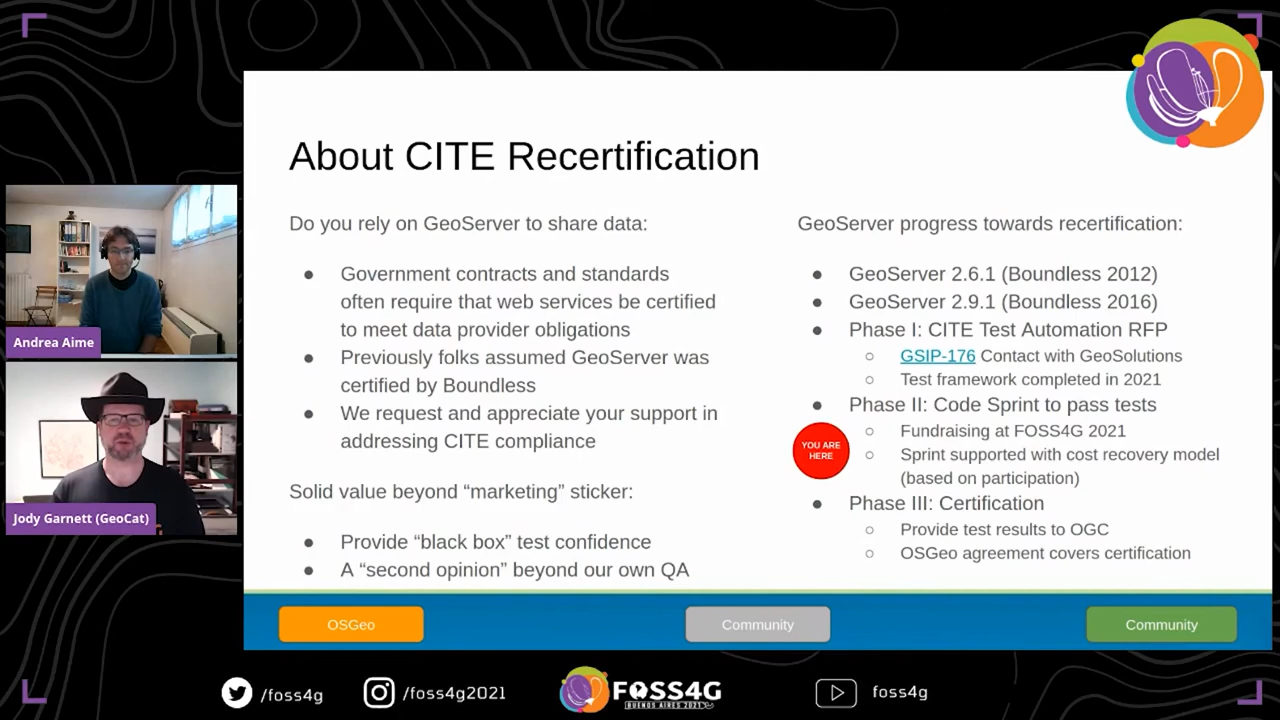 About CITE Recertification
Do you rely on GeoServer to share data:
● Government contracts and standards
often require that web services be certified
to meet data provider obligations
● Previously folks assumed GeoServer was
certified by Boundless
● We request and appreciate your support in
addressing CITE compliance
Solid value beyond “marketing” sticker:
● Provide “black box” test confidence
● A “second opinion” beyond our own QA
GeoServer progress towards recertification:
● GeoServer 2.6.1 (Boundless 2012)
● GeoServer 2.9.1 (Boundless 2016)
● Phase I: CITE Test Automation RFP
○ GSIP-176 Contact with GeoSolutions
○ Test framework completed in 2021
● Phase II: Code Sprint to pass tests
○ Fundraising at FOSS4G 2021
YOU ARE
HERE
○ Sprint supported with cost recovery model
(based on participation)
● Phase III: Certification
○ Provide test results to OGC
○ OSGeo agreement covers certification
Andrea Aime
Jody Garnett (GeoCat)
OSGeo
Community
Community
/foss4g
/foss4g2021
FOSS4G
BUENOS AIRES 2021
foss4g